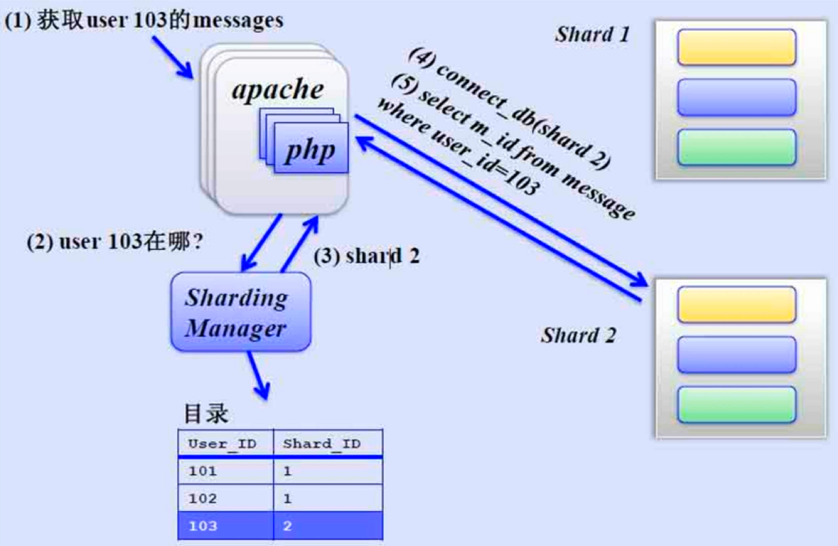 (1) 获取user 103的messages
Shard 1
apache
php
(4) connect_db(shard 2)
(5) select m_id from message
where user_id=103
(2) user 103在哪?
(3) shard 2
Sharding
Manager
Shard 2
目录
User_ID Shard_ID
101 1
102 1
103 2